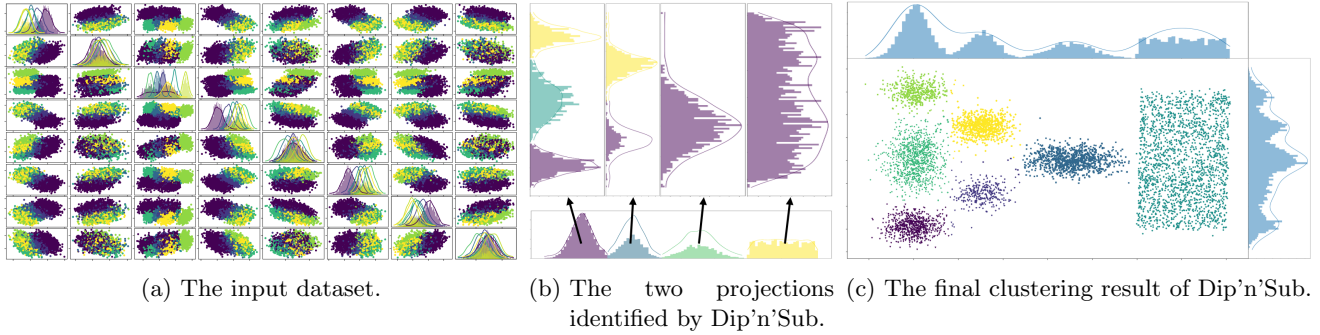 (a) The input dataset.
(b) The two projections
identified by Dip'n'Sub.
(c) The final clustering result of Dip'n'Sub.